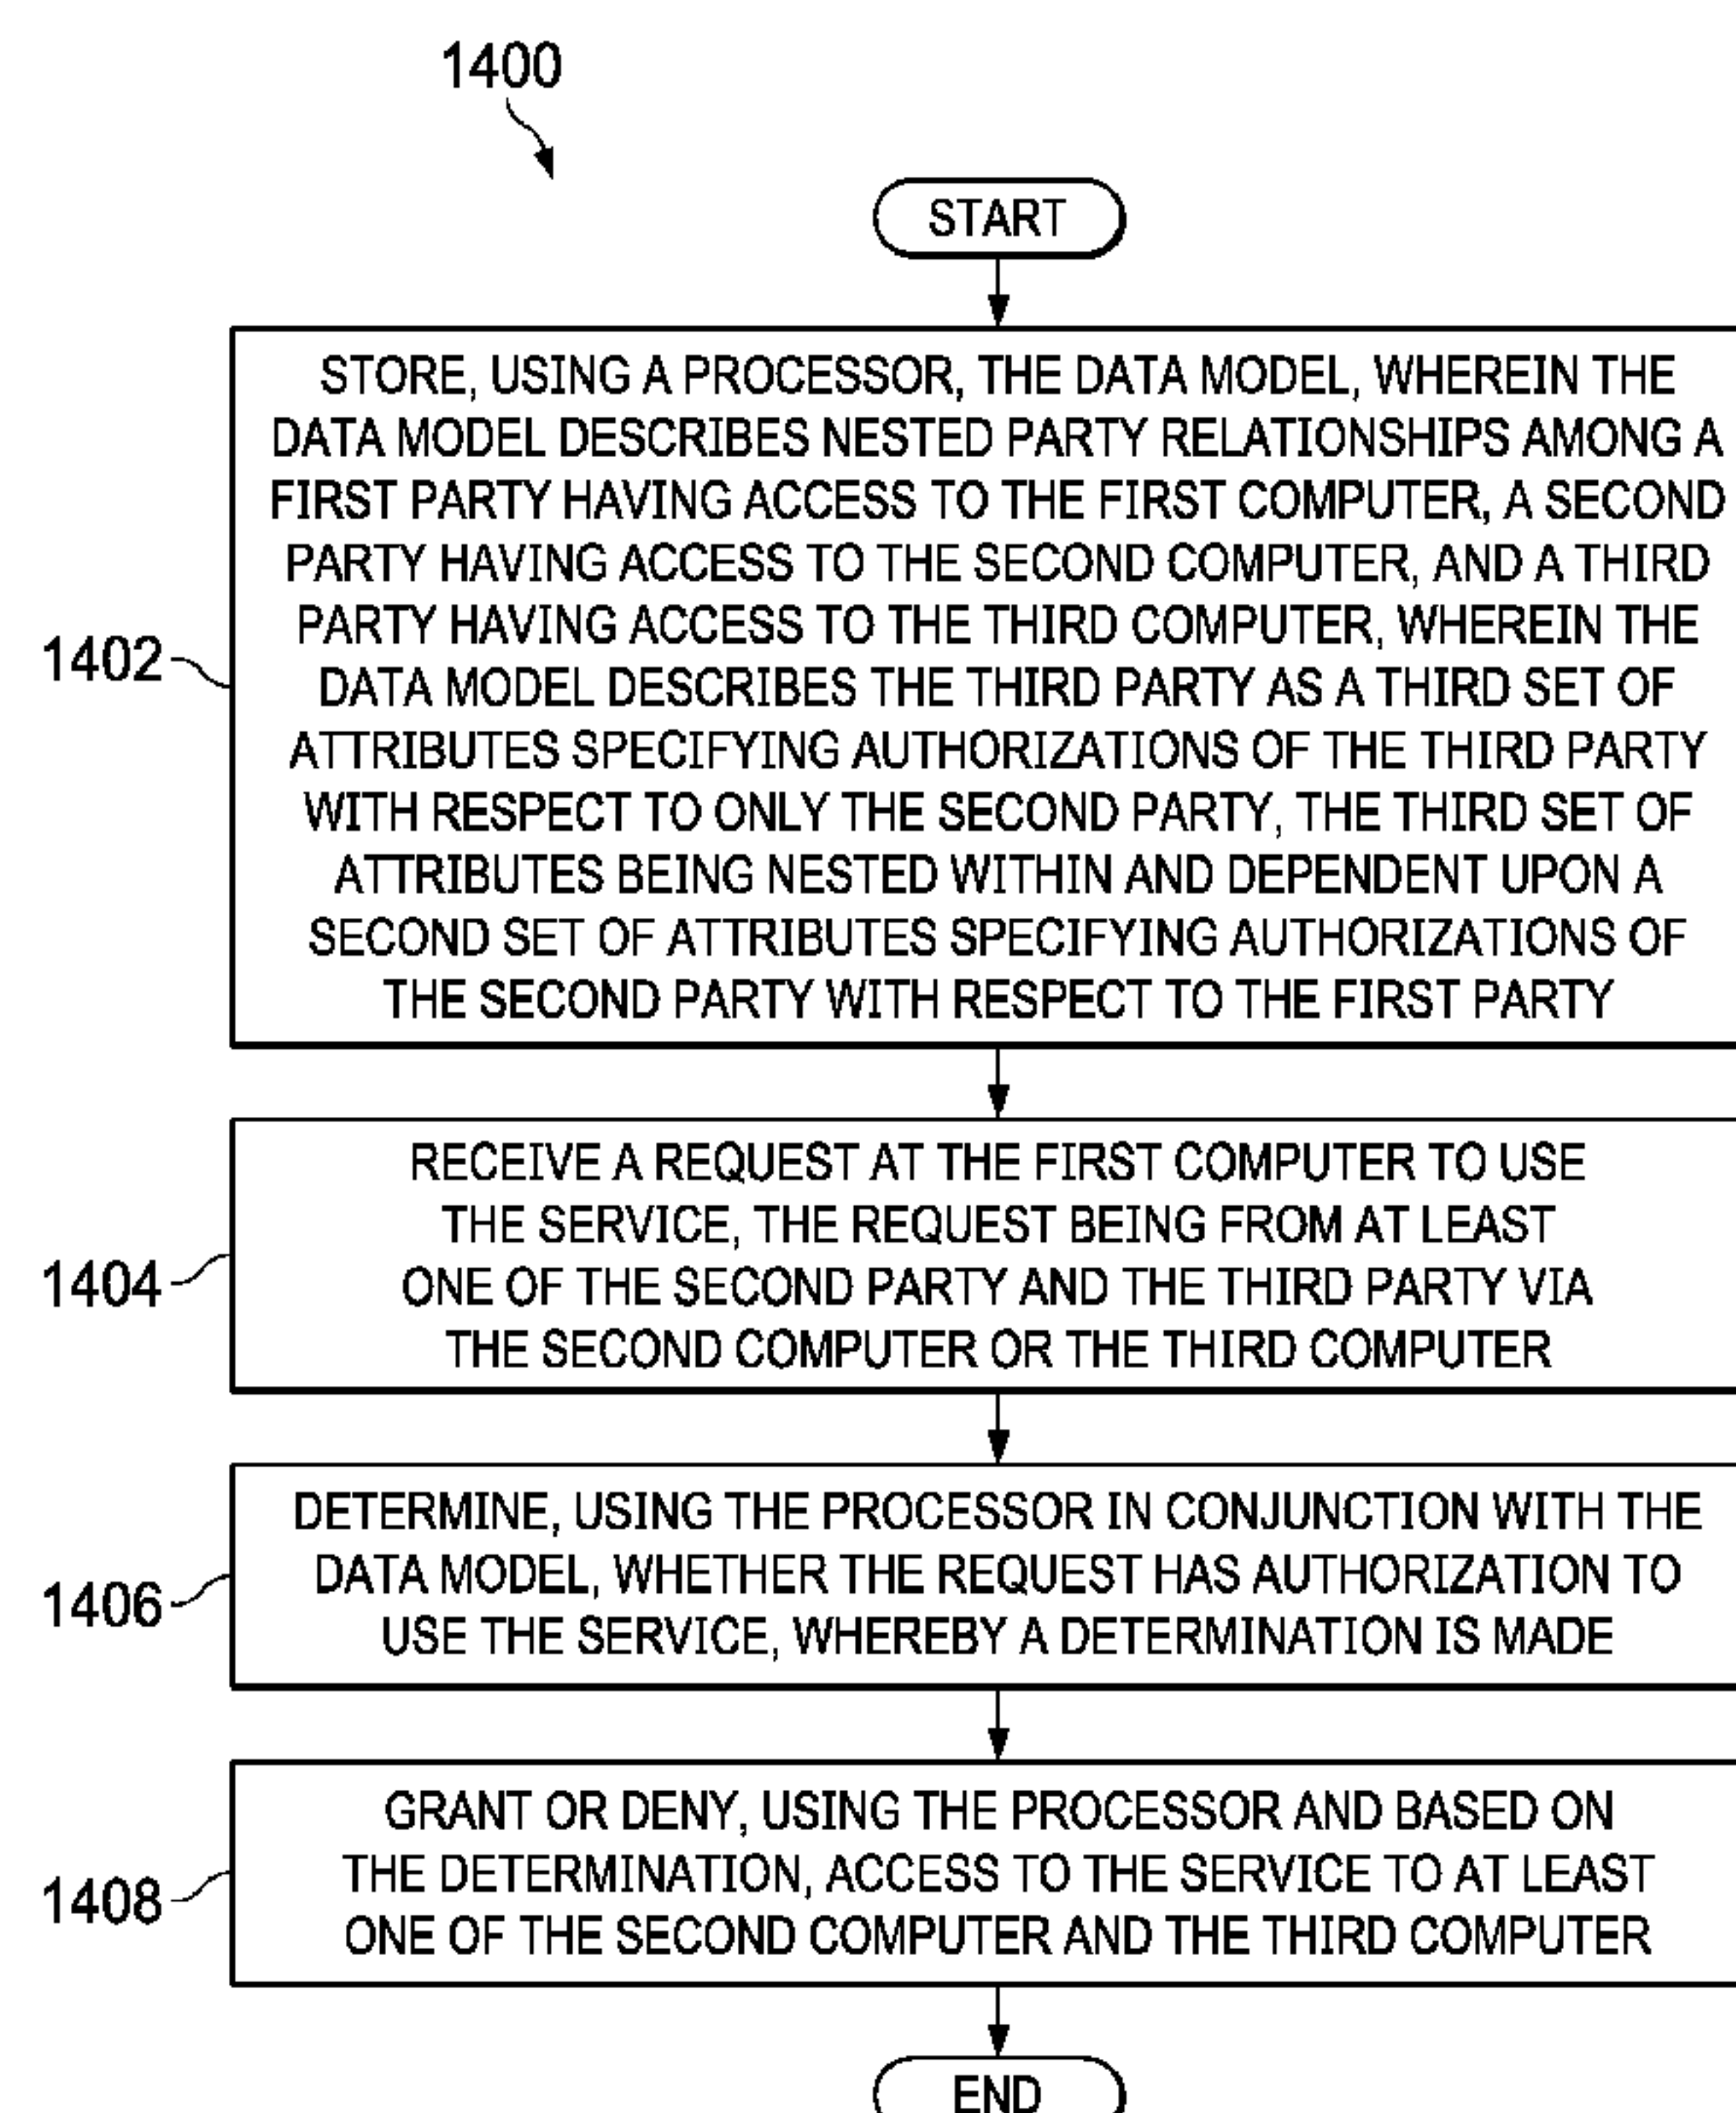 1400
START
STORE, USING A PROCESSOR, THE DATA MODEL, WHEREIN THE
DATA MODEL DESCRIBES NESTED PARTY RELATIONSHIPS AMONG A
FIRST PARTY HAVING ACCESS TO THE FIRST COMPUTER, A SECOND
PARTY HAVING ACCESS TO THE SECOND COMPUTER, AND A THIRD
PARTY HAVING ACCESS TO THE THIRD COMPUTER, WHEREIN THE
1402
DATA MODEL DESCRIBES THE THIRD PARTY AS A THIRD SET OF
ATTRIBUTES SPECIFYING AUTHORIZATIONS OF THE THIRD PARTY
WITH RESPECT TO ONLY THE SECOND PARTY, THE THIRD SET OF
ATTRIBUTES BEING NESTED WITHIN AND DEPENDENT UPON A
SECOND SET OF ATTRIBUTES SPECIFYING AUTHORIZATIONS OF
THE SECOND PARTY WITH RESPECT TO THE FIRST PARTY
RECEIVE A REQUEST AT THE FIRST COMPUTER TO USE
THE SERVICE, THE REQUEST BEING FROM AT LEAST
1404
ONE OF THE SECOND PARTY AND THE THIRD PARTY VIA
THE SECOND COMPUTER OR THE THIRD COMPUTER
DETERMINE, USING THE PROCESSOR IN CONJUNCTION WITH THE
DATA MODEL, WHETHER THE REQUEST HAS AUTHORIZATION TO
1406
USE THE SERVICE, WHEREBY A DETERMINATION IS MADE
GRANT OR DENY, USING THE PROCESSOR AND BASED ON
THE DETERMINATION, ACCESS TO THE SERVICE TO AT LEAST
1408
ONE OF THE SECOND COMPUTER AND THE THIRD COMPUTER
END